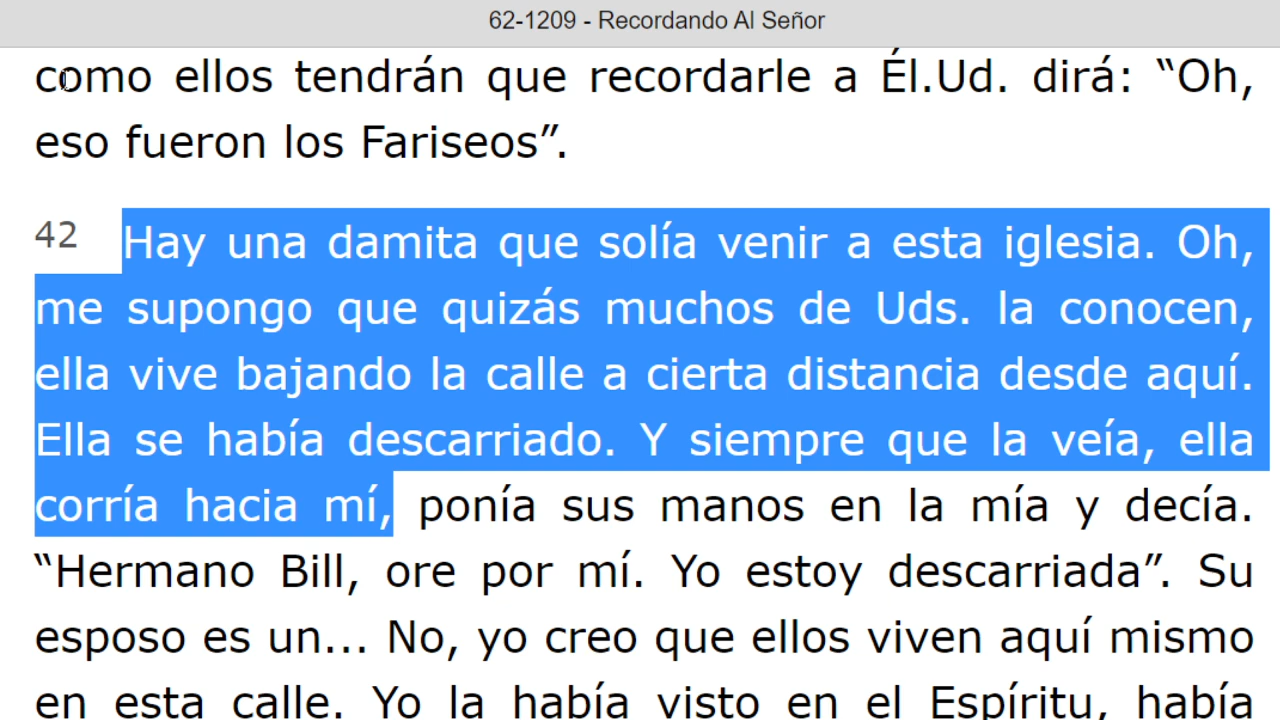 62-1209 - Recordando Al Señor
como ellos tendrán que recordarle a Él.Ud. dirá: “Oh,
eso fueron los Fariseos”.
42 Hay una damita que solía venir a esta iglesia. Oh,
me supongo que quizás muchos de Uds. la conocen,
ella vive bajando la calle a cierta distancia desde aquí.
Ella se había descarriado. Y siempre que la veía, ella
corría hacia mí, ponía sus manos en la mía y decía.
“Hermano Bill, ore por mí. Yo estoy descarriada”. Su
esposo es un... No, yo creo que ellos viven aquí mismo
en esta calle. Yo la había visto en el Espíritu, había